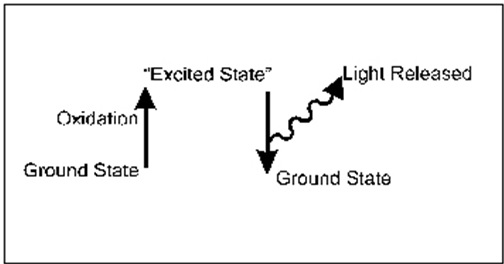 "Excited State"
Light Released
Oxidation
Ground State
Ground State